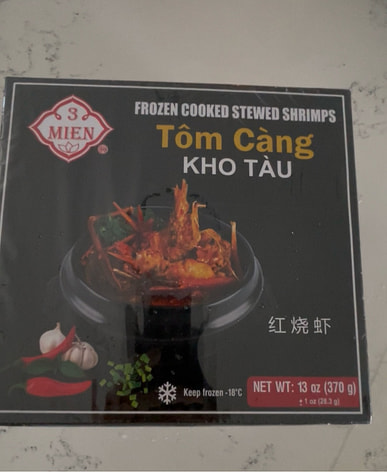 3
MIEN
®
FROZEN COOKED STEWED SHRIMPS
Tôm Càng
KHO TÀU
红烧虾
Keep frozen -18°C
NET WT: 13 oz (370 g)
± 1 oz (28.3 g)